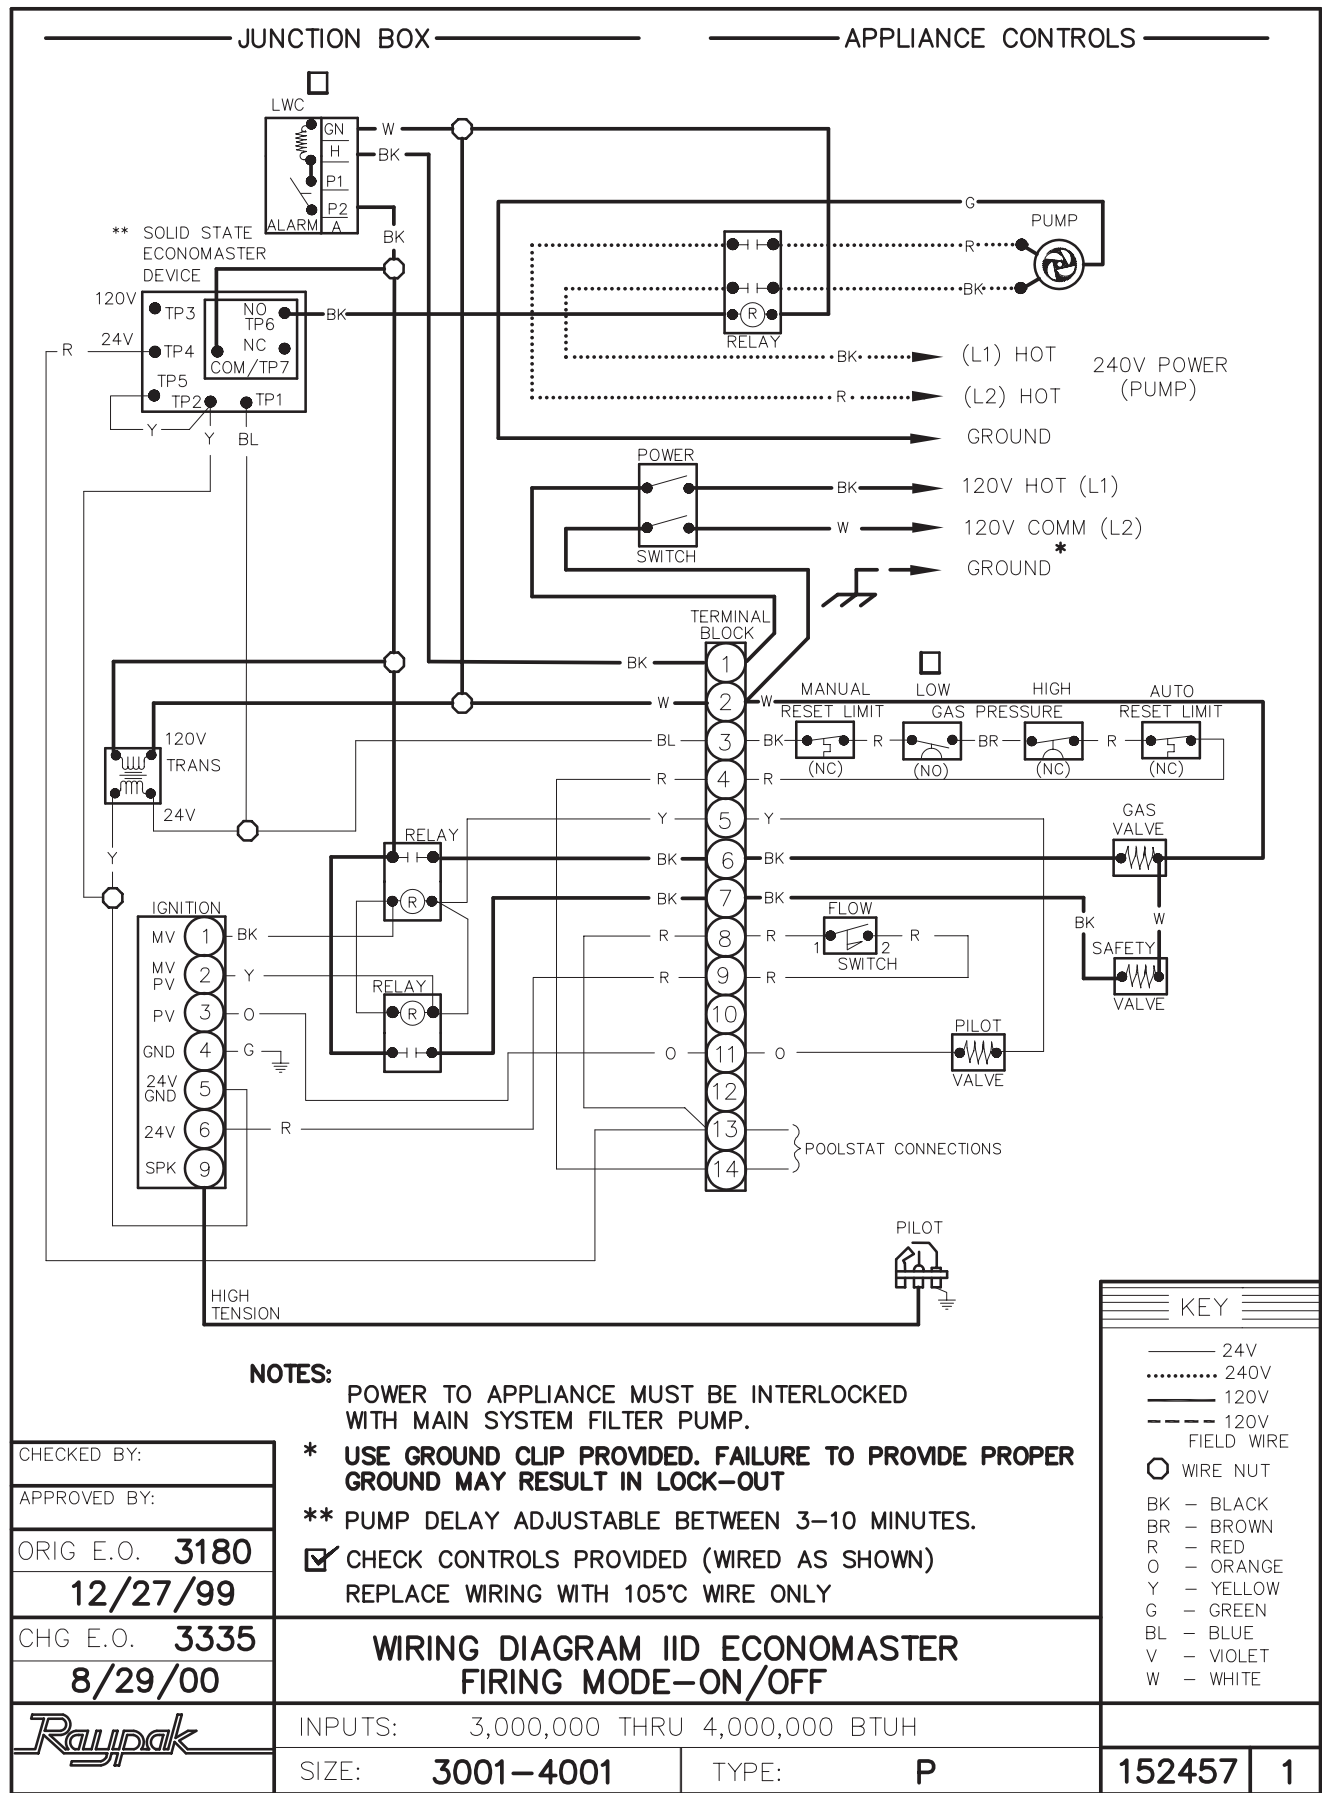 JUNCTION BOX
APPLIANCE CONTROLS
LWC
GN
W
H
BK
P1
P2
ALARM
A
BK
G
PUMP
** SOLID STATE
ECONOMASTER
DEVICE
R
BK
120V
TP3
NO
TP6
BK
R
RELAY
R
24V
TP4
NC
COM/TP7
TP5
TP2
TP1
Y
Y
BL
BK
(L1) HOT
R
(L2) HOT
240V POWER
(PUMP)
GROUND
POWER
SWITCH
BK
120V HOT (L1)
W
120V COMM (L2)
GROUND *
TERMINAL
BLOCK
BK
1
W
2
W
BL
3
BK
R
4
R
Y
5
Y
BK
6
BK
BK
7
BK
R
8
R
R
9
R
10
O
11
O
12
13
14
MANUAL
RESET LIMIT
(NC)
R
LOW
HIGH
GAS PRESSURE
(NO)
BR
(NC)
R
AUTO
RESET LIMIT
(NC)
120V
TRANS
24V
Y
GAS
VALVE
BK
W
SAFETY
VALVE
FLOW
1
2
SWITCH
R
PILOT
VALVE
POOLSTAT CONNECTIONS
RELAY
R
RELAY
R
IGNITION
MV
1
BK
MV
PV
2
Y
PV
3
O
GND
4
G
24V
GND
5
24V
6
R
SPK
9
HIGH
TENSION
PILOT
KEY
24V
240V
120V
120V
FIELD WIRE
WIRE NUT
BK – BLACK
BR – BROWN
R – RED
O – ORANGE
Y – YELLOW
G – GREEN
BL – BLUE
V – VIOLET
W – WHITE
NOTES:
POWER TO APPLIANCE MUST BE INTERLOCKED
WITH MAIN SYSTEM FILTER PUMP.
* USE GROUND CLIP PROVIDED. FAILURE TO PROVIDE PROPER
GROUND MAY RESULT IN LOCK–OUT
** PUMP DELAY ADJUSTABLE BETWEEN 3–10 MINUTES.
CHECK CONTROLS PROVIDED (WIRED AS SHOWN)
REPLACE WIRING WITH 105°C WIRE ONLY
CHECKED BY:
APPROVED BY:
ORIG E.O. 3180
12/27/99
CHG E.O. 3335
8/29/00
WIRING DIAGRAM IID ECONOMASTER
FIRING MODE–ON/OFF
Raypak
INPUTS: 3,000,000 THRU 4,000,000 BTUH
SIZE: 3001–4001
TYPE: P
152457
1